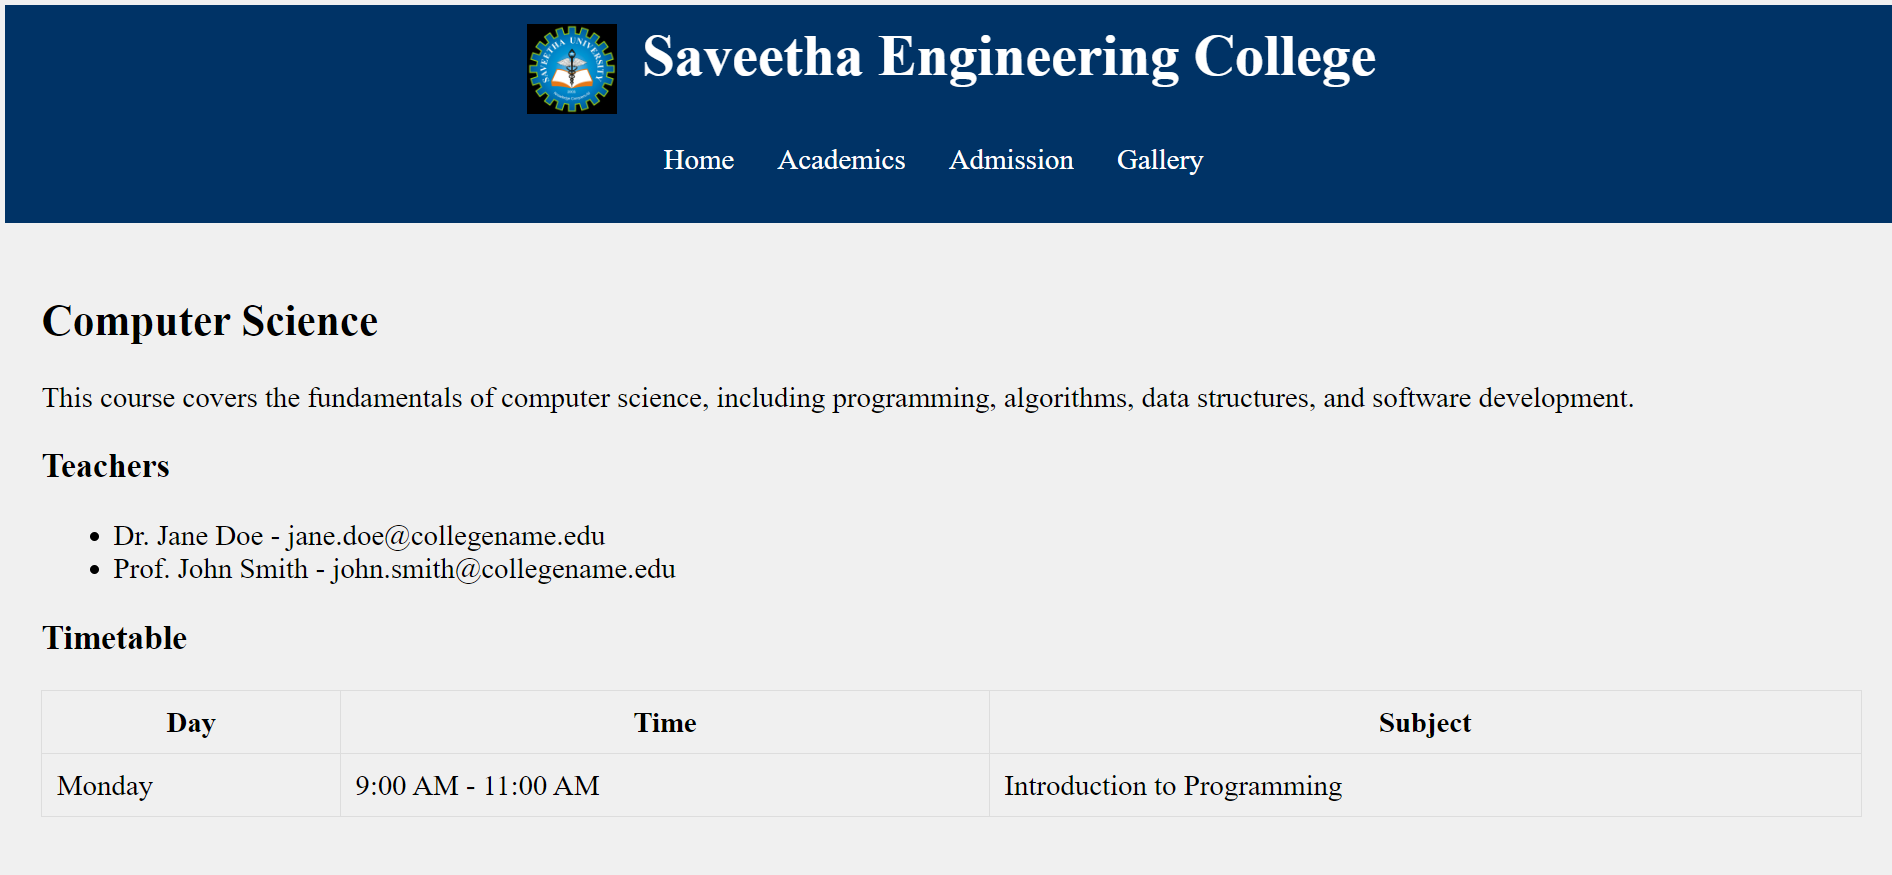 SAVEETHA UNIVERSITY
Saveetha Engineering College
Home Academics Admission Gallery
Computer Science
This course covers the fundamentals of computer science, including programming, algorithms, data structures, and software development.
Teachers
• Dr. Jane Doe - jane.doe@collegename.edu
• Prof. John Smith - john.smith@collegename.edu
Timetable
Day Time Subject
Monday 9:00 AM - 11:00 AM Introduction to Programming